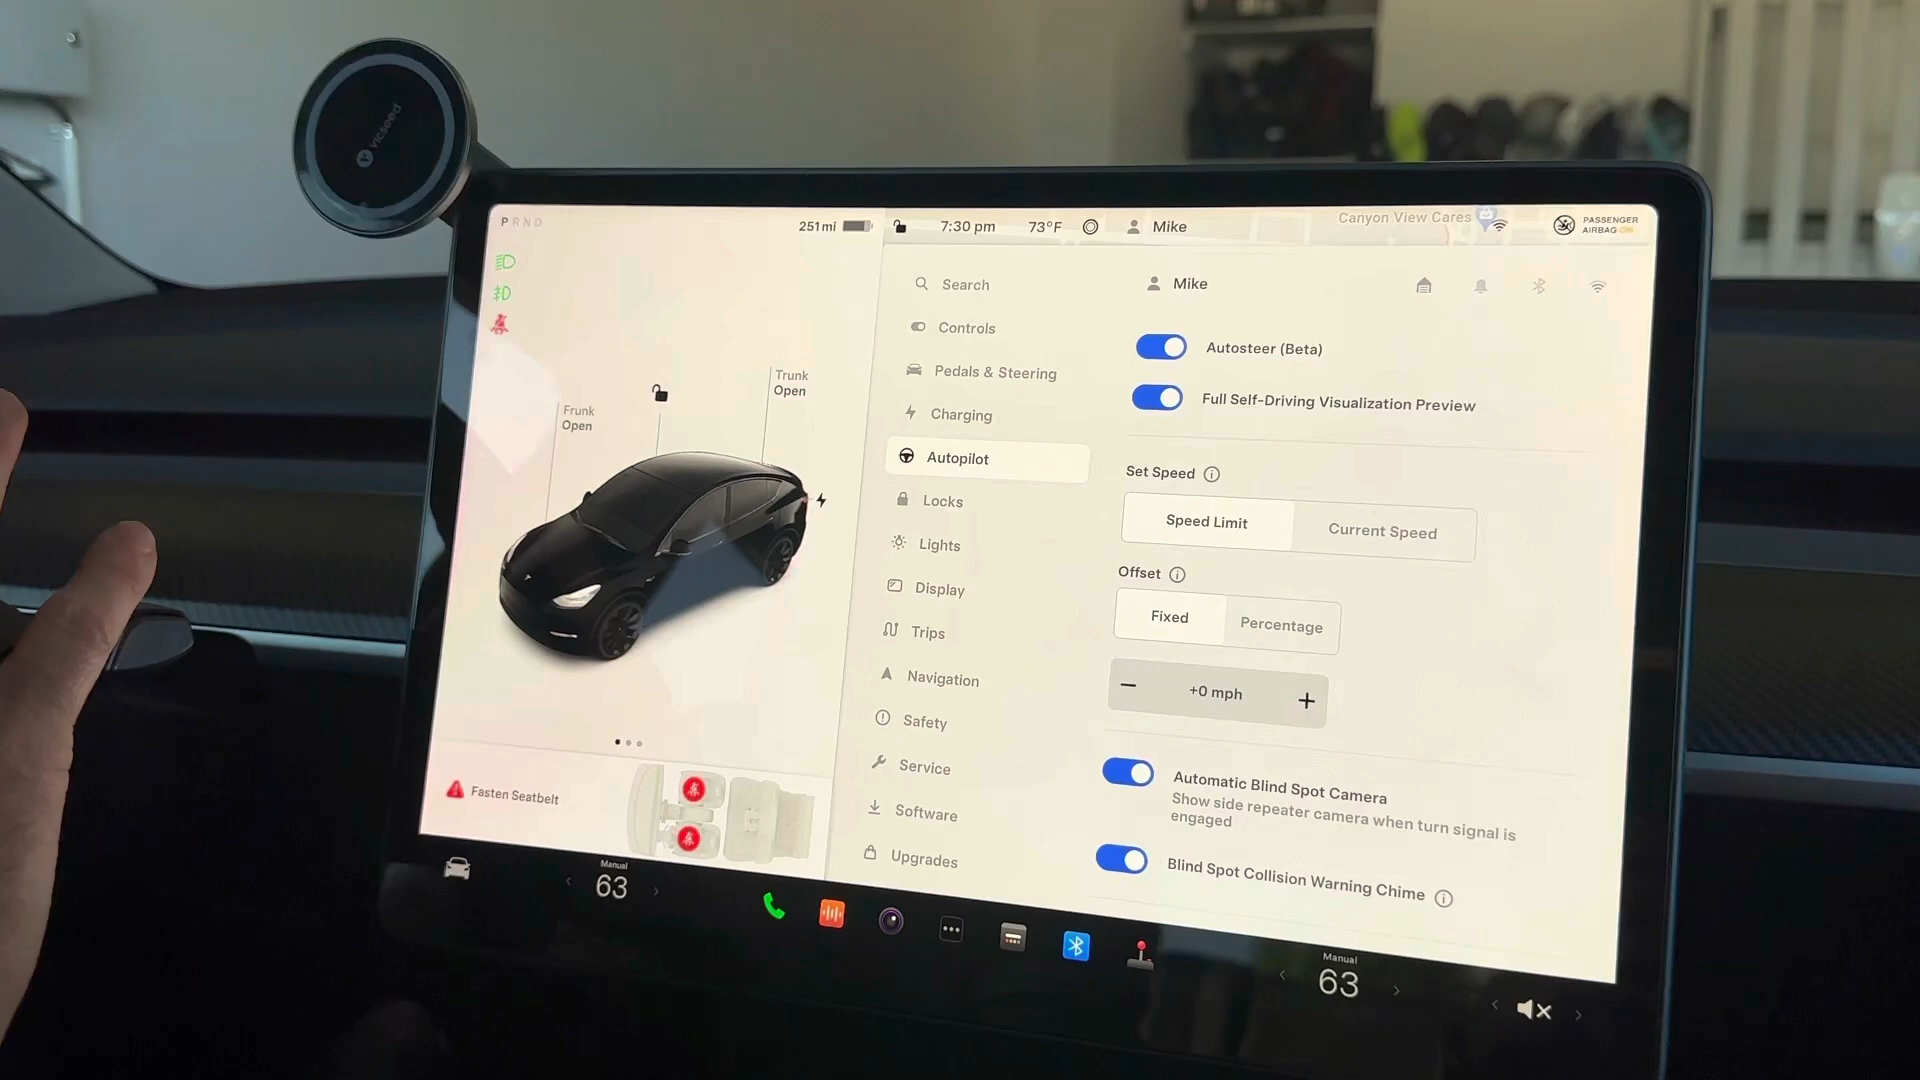 vicseed
P R N D
251 mi
7:30 pm
73°F
Mike
Canyon View Cares
PASSENGER
AIRBAG ON
Frunk
Open
Trunk
Open
Fasten Seatbelt
Search
Controls
Pedals & Steering
Charging
Autopilot
Locks
Lights
Display
Trips
Navigation
Safety
Service
Software
Upgrades
Mike
Autosteer (Beta)
Full Self-Driving Visualization Preview
Set Speed
Speed Limit
Current Speed
Offset
Fixed
Percentage
− +0 mph +
Automatic Blind Spot Camera
Show side repeater camera when turn signal is
engaged
Blind Spot Collision Warning Chime
Manual
63
Manual
63